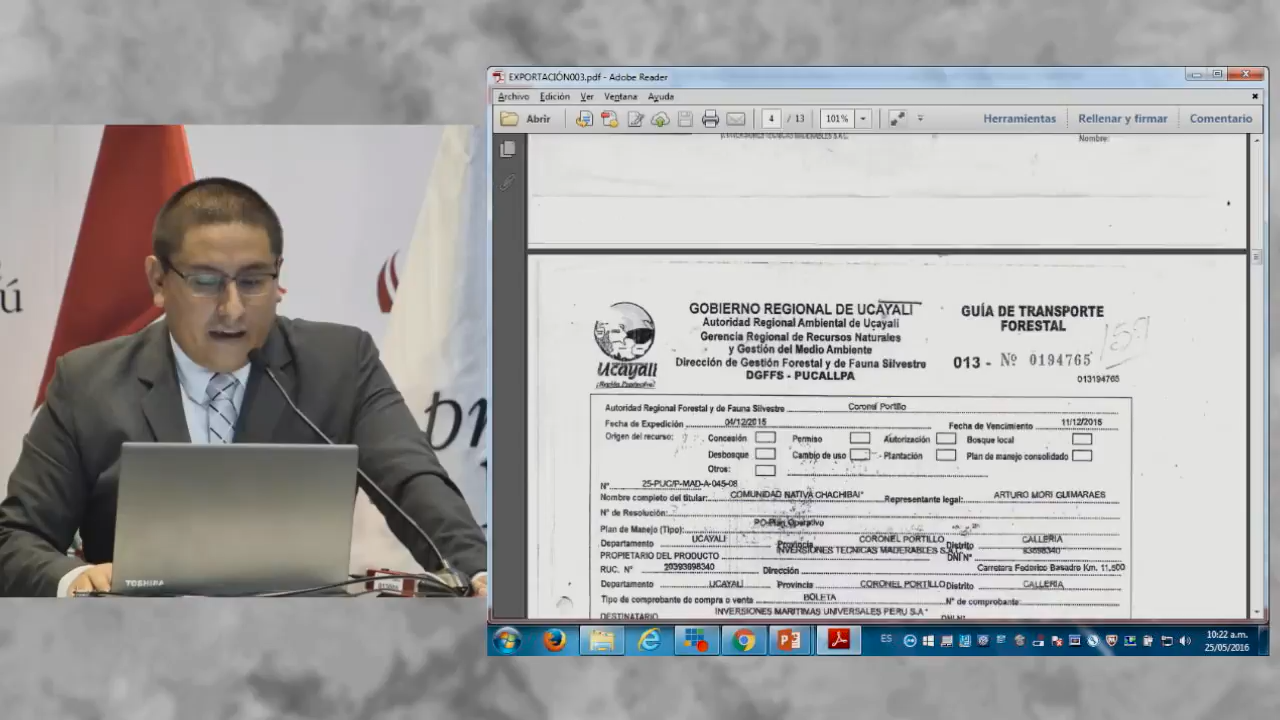 ú
pr
TOSHIBA
EXPORTACIÓN003.pdf - Adobe Reader
Archivo Edición Ver Ventana Ayuda
Abrir 4 / 13 101% Herramientas Rellenar y firmar Comentario
Nombre:
Ucayali
GOBIERNO REGIONAL DE UCAYALI
Autoridad Regional Ambiental de Ucayali
Gerencia Regional de Recursos Naturales
y Gestión del Medio Ambiente
Dirección de Gestión Forestal y de Fauna Silvestre
DGFFS - PUCALLPA
GUÍA DE TRANSPORTE
FORESTAL
013 - Nº 0194765
013194765
Autoridad Regional Forestal y de Fauna Silvestre Coronel Portillo
Fecha de Expedición 04/12/2015 Fecha de Vencimiento 11/12/2015
Origen del recurso: Concesión Permiso Autorización Bosque local
Desbosque Cambio de uso Plantación Plan de manejo consolidado
Otros:
N° 25-PUC/P-MAD-A-045-08
Nombre completo del titular: COMUNIDAD NATIVA CHACHIBAI" Representante legal: ARTURO MORI GUIMARAES
N° de Resolución:
Plan de Manejo (Tipo): PO-Plan Operativo
Departamento UCAYALI Provincia CORONEL PORTILLO Distrito CALLERIA
PROPIETARIO DEL PRODUCTO INVERSIONES TECNICAS MADERABLES S.A. DNI N°
RUC. N° 20393698340 Dirección Carretera Federico Basadre Km. 11.500
Departamento UCAYALI Provincia CORONEL PORTILLO Distrito CALLERIA
Tipo de comprobante de compra o venta BOLETA N° de comprobante:
DESTINATARIO INVERSIONES MARITIMAS UNIVERSALES PERU S.A"
ES 10:22 a.m.
25/05/2016